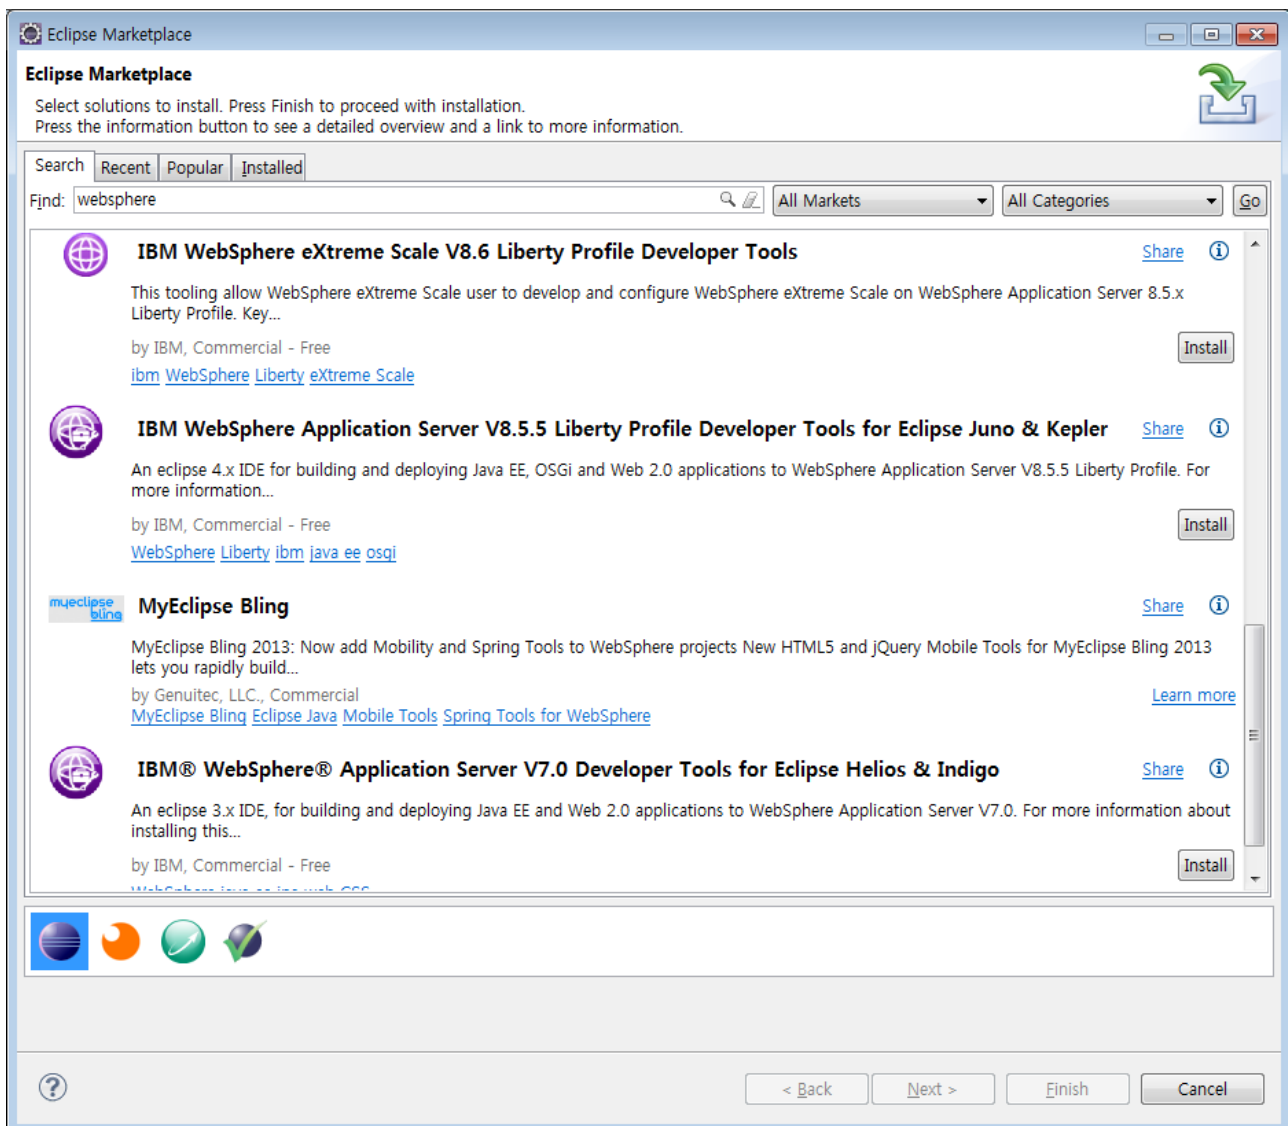 Eclipse Marketplace
Eclipse Marketplace
Select solutions to install. Press Finish to proceed with installation.
Press the information button to see a detailed overview and a link to more information.
Search Recent Popular Installed
Find: websphere All Markets All Categories Go
IBM WebSphere eXtreme Scale V8.6 Liberty Profile Developer Tools Share
This tooling allow WebSphere eXtreme Scale user to develop and configure WebSphere eXtreme Scale on WebSphere Application Server 8.5.x
Liberty Profile. Key...
by IBM, Commercial - Free Install
ibm WebSphere Liberty eXtreme Scale
IBM WebSphere Application Server V8.5.5 Liberty Profile Developer Tools for Eclipse Juno & Kepler Share
An eclipse 4.x IDE for building and deploying Java EE, OSGi and Web 2.0 applications to WebSphere Application Server V8.5.5 Liberty Profile. For
more information...
by IBM, Commercial - Free Install
WebSphere Liberty ibm java ee osgi
myeclipse
bling
MyEclipse Bling Share
MyEclipse Bling 2013: Now add Mobility and Spring Tools to WebSphere projects New HTML5 and jQuery Mobile Tools for MyEclipse Bling 2013
lets you rapidly build...
by Genuitec, LLC., Commercial Learn more
MyEclipse Bling Eclipse Java Mobile Tools Spring Tools for WebSphere
IBM® WebSphere® Application Server V7.0 Developer Tools for Eclipse Helios & Indigo Share
An eclipse 3.x IDE, for building and deploying Java EE and Web 2.0 applications to WebSphere Application Server V7.0. For more information about
installing this...
by IBM, Commercial - Free Install
WebSphere java ee jpa web CSS
< Back Next > Finish Cancel